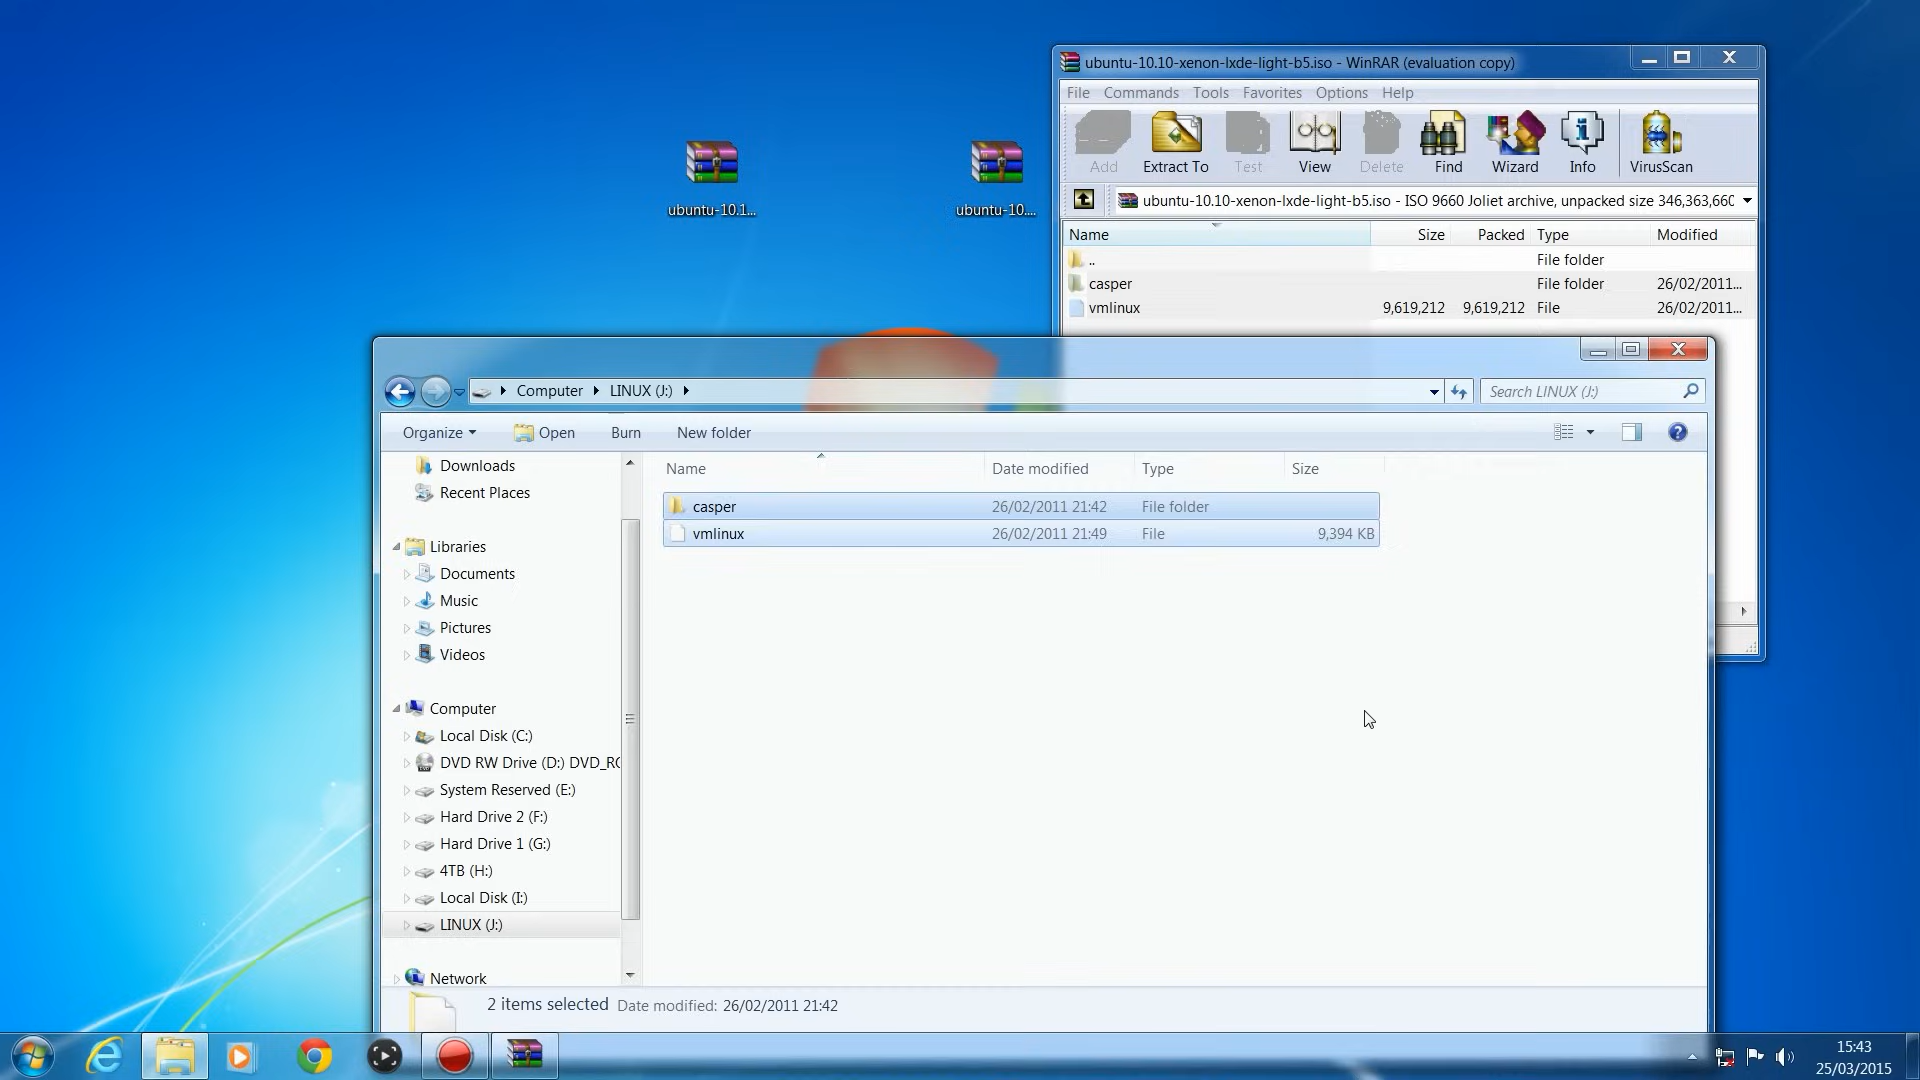 ubuntu-10.10-xenon-lxde-light-b5.iso - WinRAR (evaluation copy)
File Commands Tools Favorites Options Help
Add Extract To Test View Delete Find Wizard Info VirusScan
ubuntu-10.10-xenon-lxde-light-b5.iso - ISO 9660 Joliet archive, unpacked size 346,363,660
Name Size Packed Type Modified
.. File folder
casper File folder 26/02/2011...
vmlinux 9,619,212 9,619,212 File 26/02/2011...
ubuntu-10.1...
ubuntu-10....
Computer LINUX (J:)
Search LINUX (J:)
Organize Open Burn New folder
Name Date modified Type Size
casper 26/02/2011 21:42 File folder
vmlinux 26/02/2011 21:49 File 9,394 KB
Downloads
Recent Places
Libraries
Documents
Music
Pictures
Videos
Computer
Local Disk (C:)
DVD RW Drive (D:) DVD_RO
System Reserved (E:)
Hard Drive 2 (F:)
Hard Drive 1 (G:)
4TB (H:)
Local Disk (I:)
LINUX (J:)
Network
2 items selected Date modified: 26/02/2011 21:42
15:43
25/03/2015